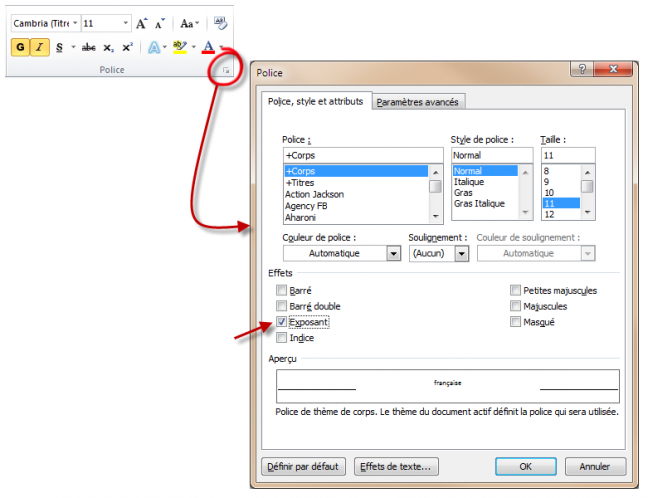 Cambria (Titre 11 A A Aa
G I S abc x₂ x² A ab A
Police
Police
Police, style et attributs Paramètres avancés
Police : Style de police : Taille :
+Corps Normal 11
+Corps Normal 8
+Titres Italique 9
Action Jackson Gras 10
Agency FB Gras Italique 11
Aharoni 12
Couleur de police : Soulignement : Couleur de soulignement :
Automatique (Aucun) Automatique
Effets
Barré Petites majuscules
Barré double Majuscules
Exposant Masqué
Indice
Aperçu
française
Police de thème de corps. Le thème du document actif définit la police qui sera utilisée.
Définir par défaut Effets de texte... OK Annuler